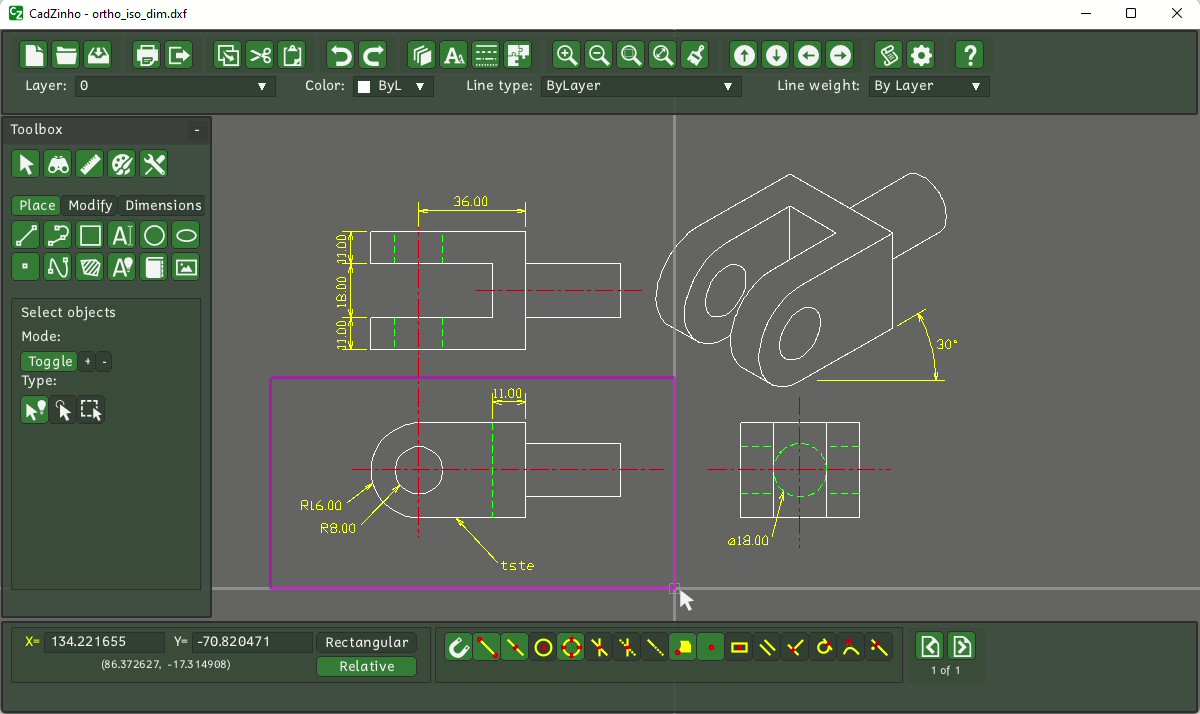 CadZinho - ortho_iso_dim.dxf
Layer: 0 Color: ByL Line type: ByLayer Line weight: By Layer
Toolbox -
Place Modify Dimensions
Select objects
Mode:
Toggle + -
Type:
36.00
11.00
18.00
11.00
30°
11.00
R16.00
R8.00
tste
⌀18.00
X= 134.221655 Y= -70.820471 Rectangular
(86.372627, -17.314908) Relative
1 of 1